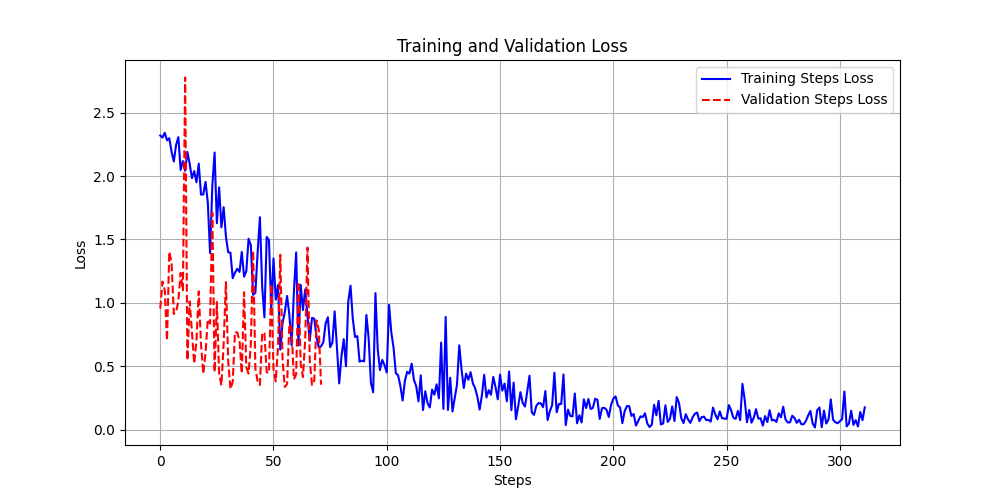 Training and Validation Loss
Training Steps Loss
Validation Steps Loss
Loss
2.5
2.0
1.5
1.0
0.5
0.0
0 50 100 150 200 250 300
Steps